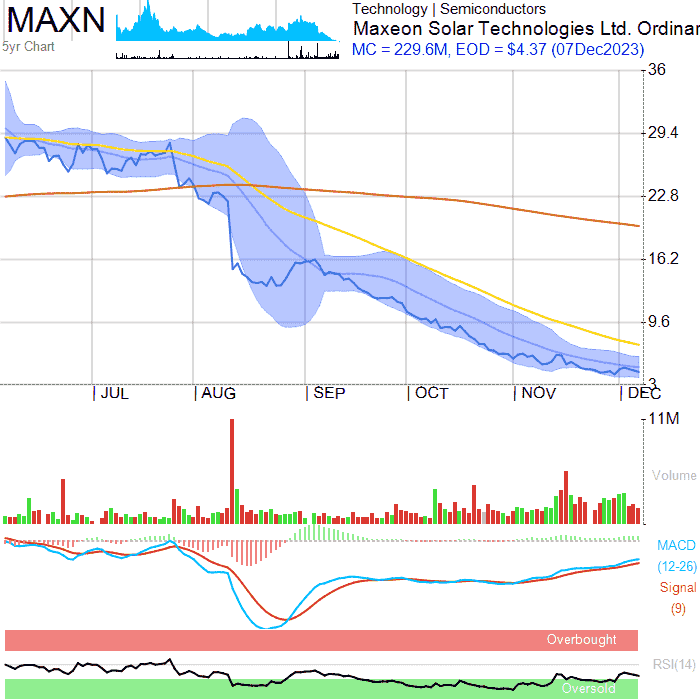 MAXN
5yr Chart
Technology | Semiconductors
Maxeon Solar Technologies Ltd. Ordinar
MC = 229.6M, EOD = $4.37 (07Dec2023)
36
29.4
22.8
16.2
9.6
3
JUL AUG SEP OCT NOV DEC
11M
Volume
MACD
(12-26)
Signal
(9)
Overbought
RSI(14)
Oversold